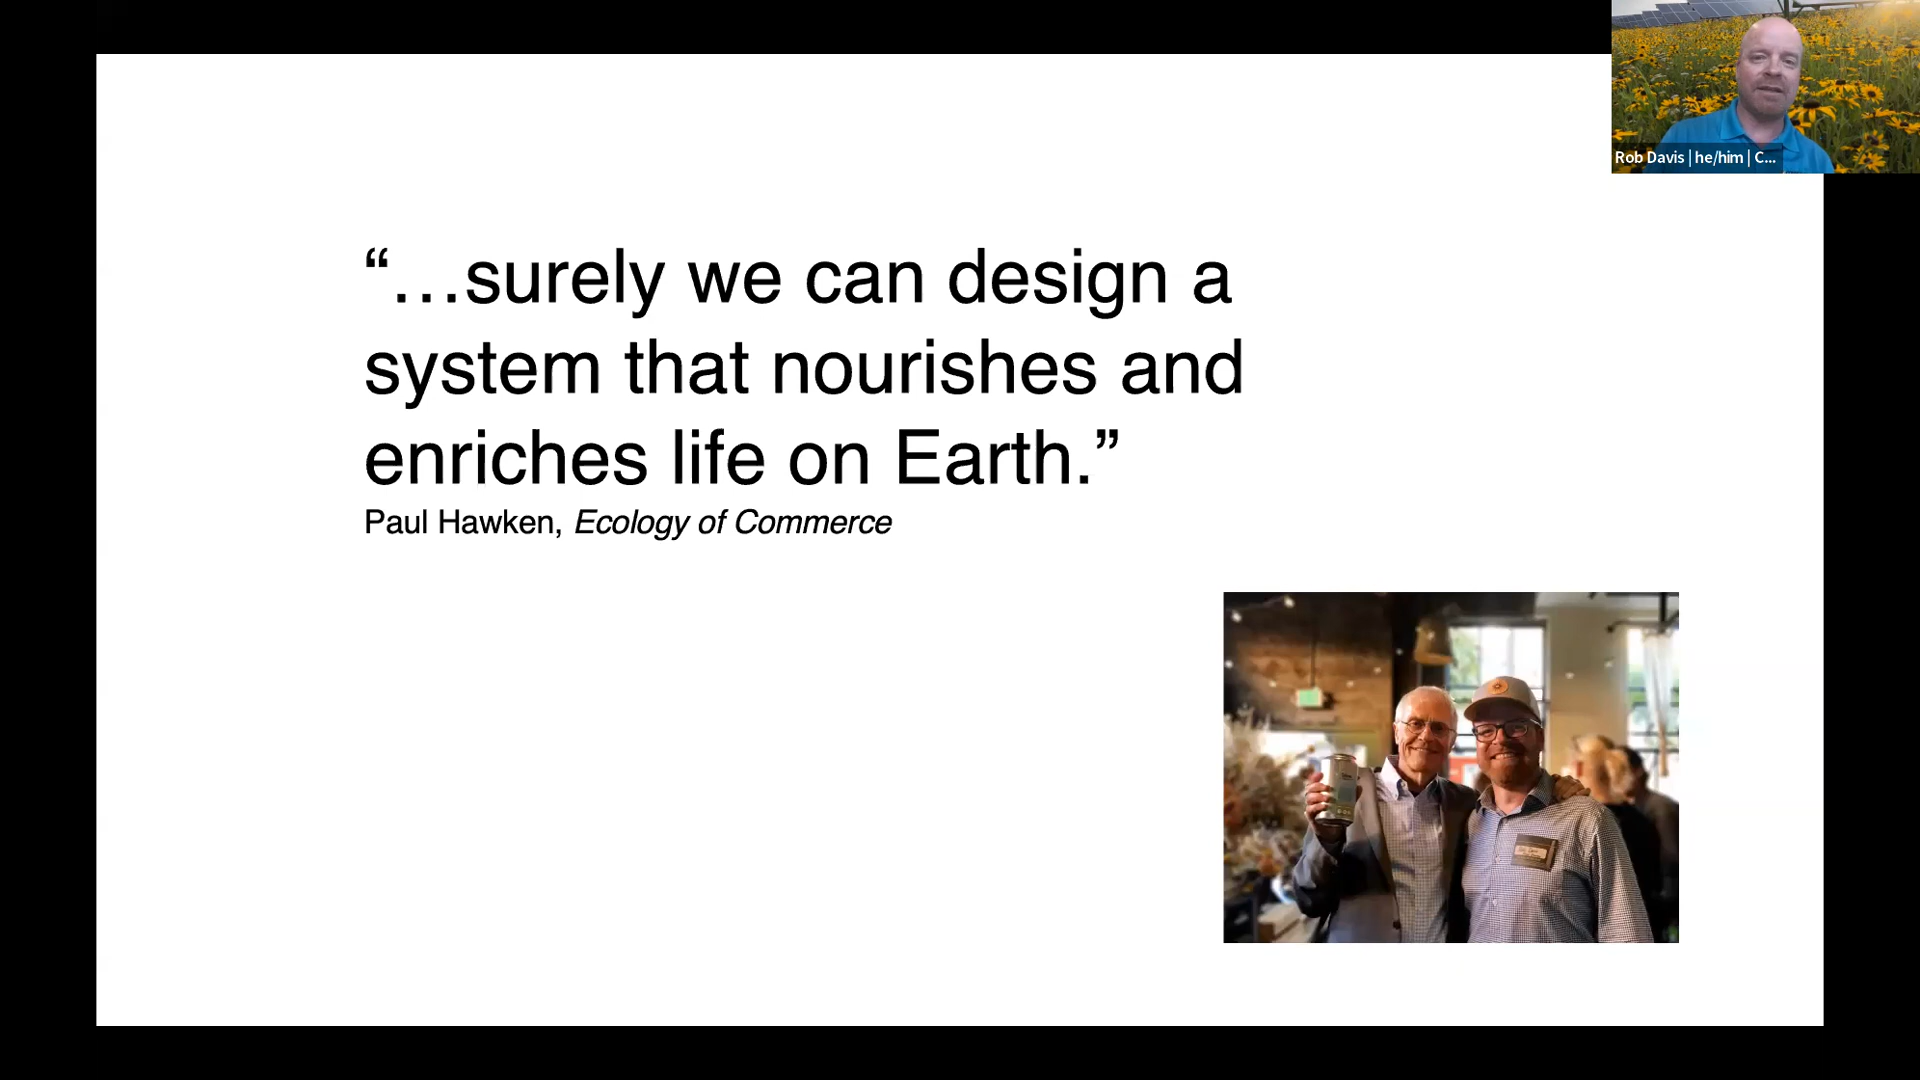 Rob Davis | he/him | C...
“…surely we can design a
system that nourishes and
enriches life on Earth.”
Paul Hawken, Ecology of Commerce